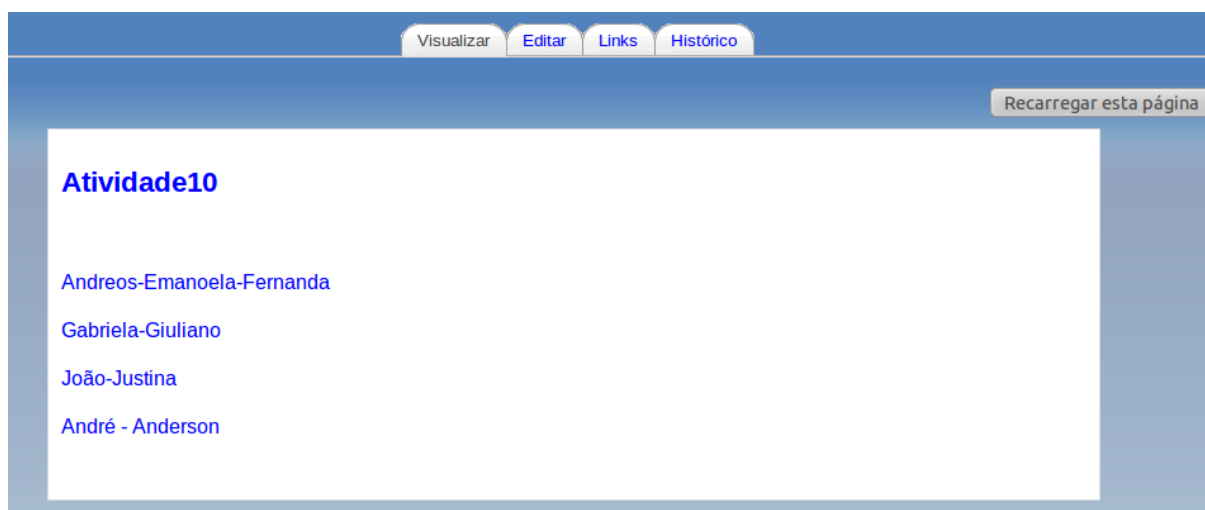 Visualizar Editar Links Histórico
Recarregar esta página
Atividade10
Andreos-Emanoela-Fernanda
Gabriela-Giuliano
João-Justina
André - Anderson